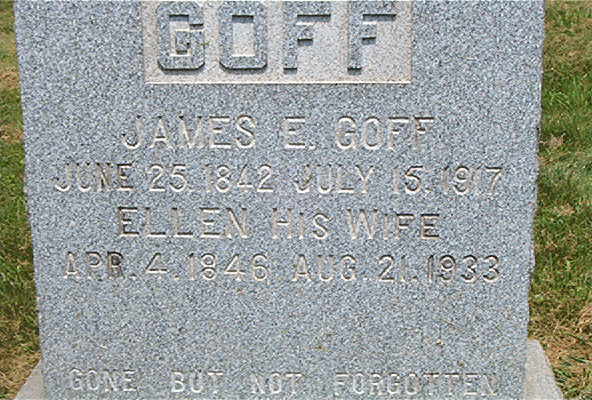 GOFF
JAMES E. GOFF
JUNE 25. 1842 JULY 15. 1917
ELLEN HIS WIFE
APR. 4. 1846 AUG. 21. 1933
GONE BUT NOT FORGOTTEN